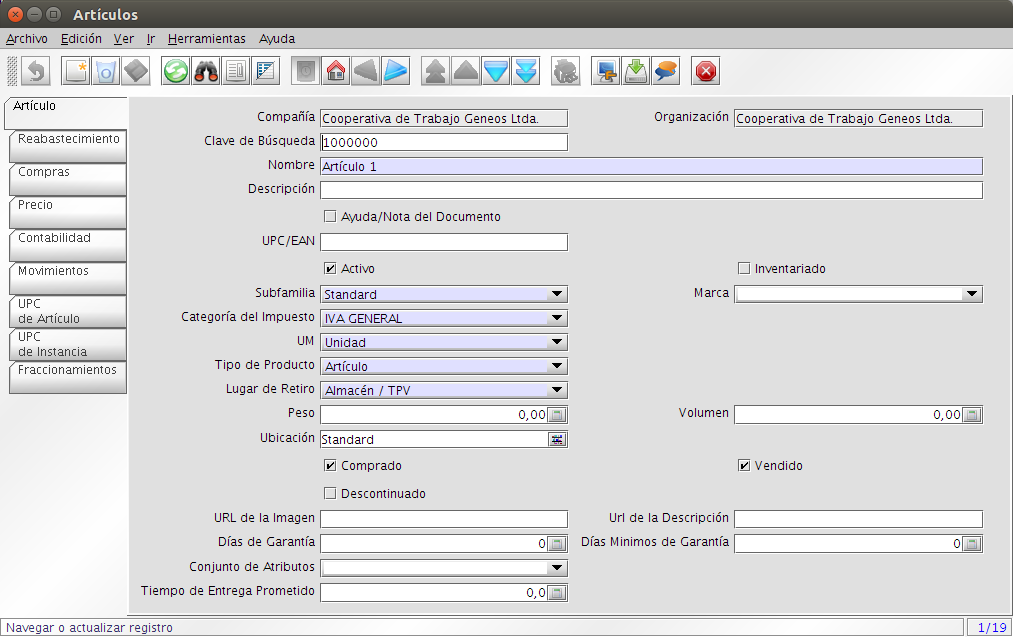 Artículos
Archivo Edición Ver Ir Herramientas Ayuda
Artículo
Reabastecimiento
Compras
Precio
Contabilidad
Movimientos
UPC
de Artículo
UPC
de Instancia
Fraccionamientos
Compañía Cooperativa de Trabajo Geneos Ltda. Organización Cooperativa de Trabajo Geneos Ltda.
Clave de Búsqueda 1000000
Nombre Artículo 1
Descripción
Ayuda/Nota del Documento
UPC/EAN
Activo Inventariado
Subfamilia Standard Marca
Categoría del Impuesto IVA GENERAL
UM Unidad
Tipo de Producto Artículo
Lugar de Retiro Almacén / TPV
Peso 0,00 Volumen 0,00
Ubicación Standard
Comprado Vendido
Descontinuado
URL de la Imagen Url de la Descripción
Días de Garantía 0 Días Minimos de Garantía 0
Conjunto de Atributos
Tiempo de Entrega Prometido 0,0
Navegar o actualizar registro 1/19